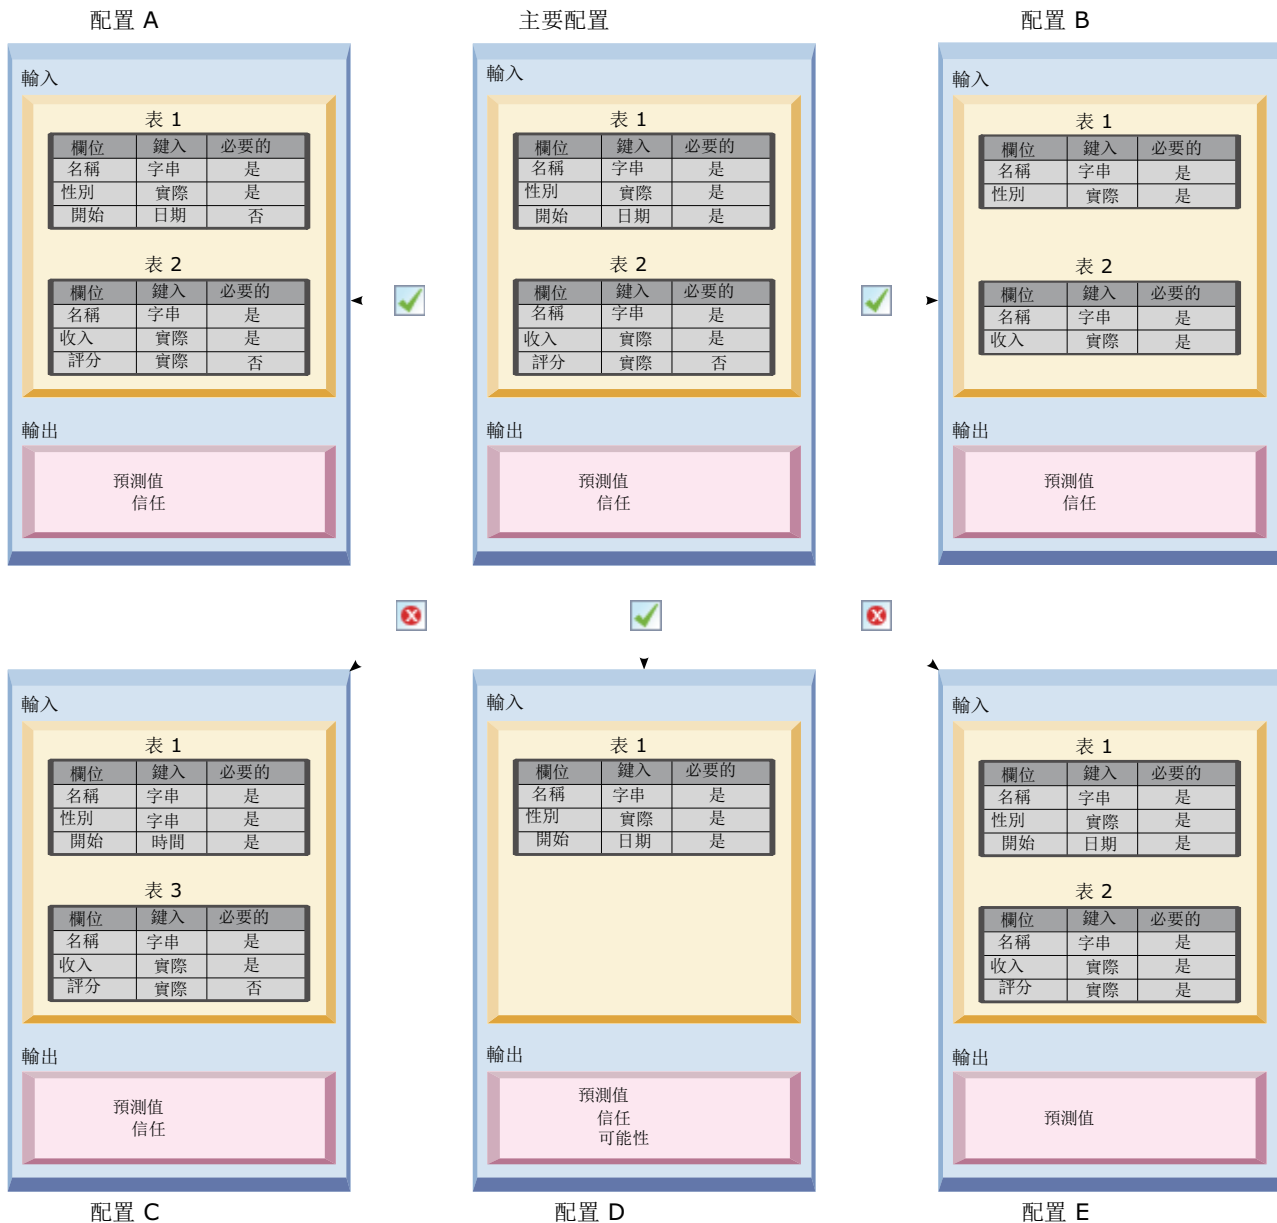 配置 A
主要配置
配置 B
輸入
表 1
欄位 鍵入 必要的
名稱 字串 是
性別 實際 是
開始 日期 否
表 2
欄位 鍵入 必要的
名稱 字串 是
收入 實際 是
評分 實際 否
輸出
預測值
信任
輸入
表 1
欄位 鍵入 必要的
名稱 字串 是
性別 實際 是
開始 日期 是
表 2
欄位 鍵入 必要的
名稱 字串 是
收入 實際 是
評分 實際 否
輸出
預測值
信任
輸入
表 1
欄位 鍵入 必要的
名稱 字串 是
性別 實際 是
表 2
欄位 鍵入 必要的
名稱 字串 是
收入 實際 是
輸出
預測值
信任
輸入
表 1
欄位 鍵入 必要的
名稱 字串 是
性別 字串 是
開始 時間 是
表 3
欄位 鍵入 必要的
名稱 字串 是
收入 實際 是
評分 實際 否
輸出
預測值
信任
輸入
表 1
欄位 鍵入 必要的
名稱 字串 是
性別 實際 是
開始 日期 是
輸出
預測值
信任
可能性
輸入
表 1
欄位 鍵入 必要的
名稱 字串 是
性別 實際 是
開始 日期 是
表 2
欄位 鍵入 必要的
名稱 字串 是
收入 實際 是
評分 實際 是
輸出
預測值
配置 C
配置 D
配置 E